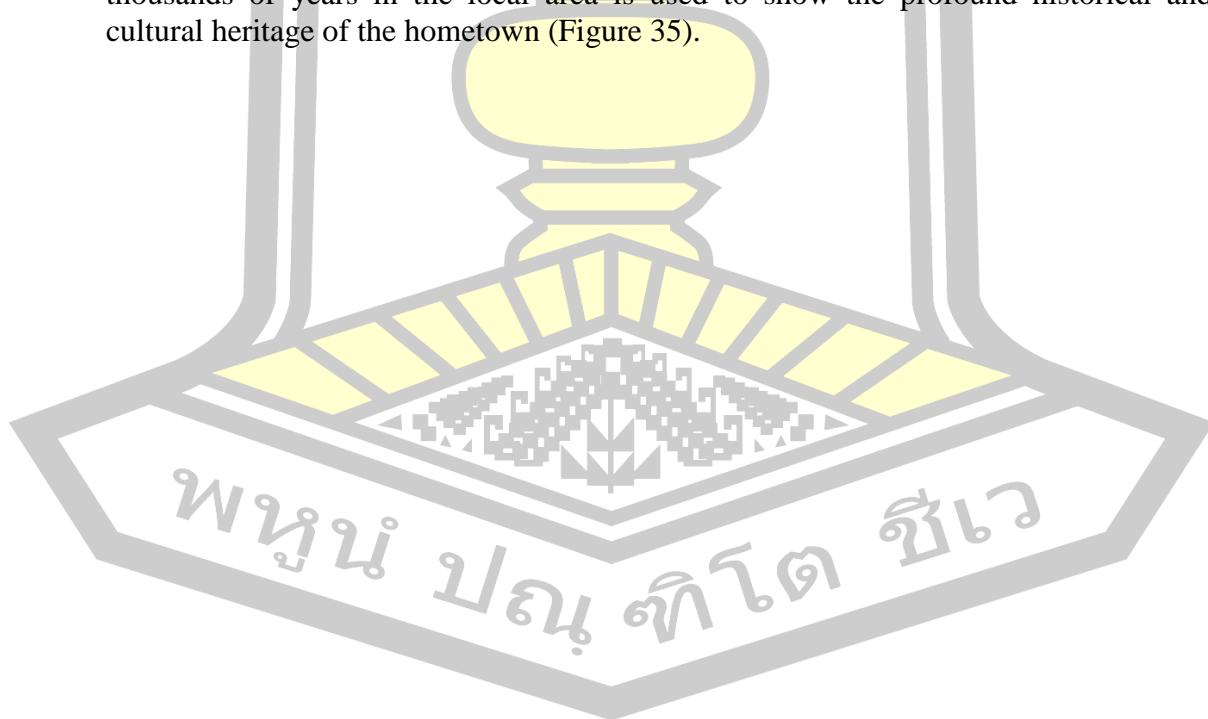 thousands of years in the local area is used to show the profound historical and
cultural heritage of the hometown (Figure 35).
พหูนํ ปณฺฑิโต ชีเว